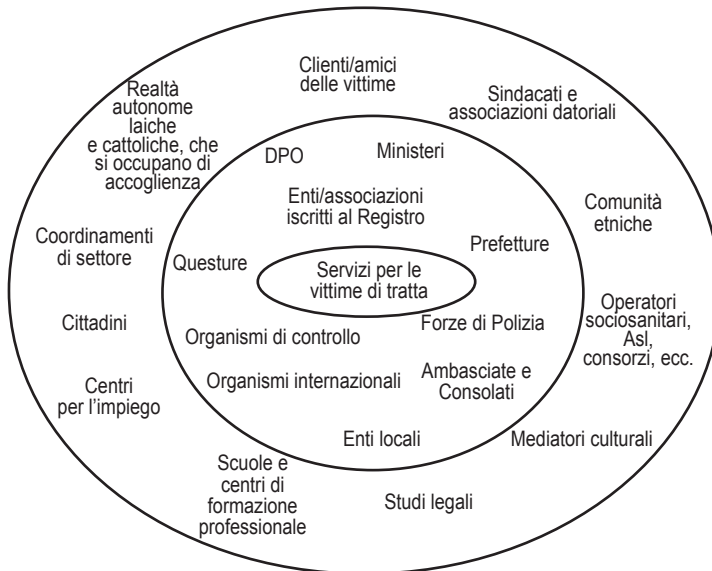 Clienti/amici
delle vittime
Realtà
autonome
laiche
e cattoliche, che
si occupano di
accoglienza
Sindacati e
associazioni datoriali
DPO
Ministeri
Enti/associazioni
iscritti al Registro
Comunità
etniche
Coordinamenti
di settore
Questure
Prefetture
Servizi per le
vittime di tratta
Operatori
sociosanitari,
Asl,
consorzi, ecc.
Cittadini
Organismi di controllo
Forze di Polizia
Centri
per l’impiego
Organismi internazionali
Ambasciate e
Consolati
Enti locali
Mediatori culturali
Scuole e
centri di
formazione
professionale
Studi legali